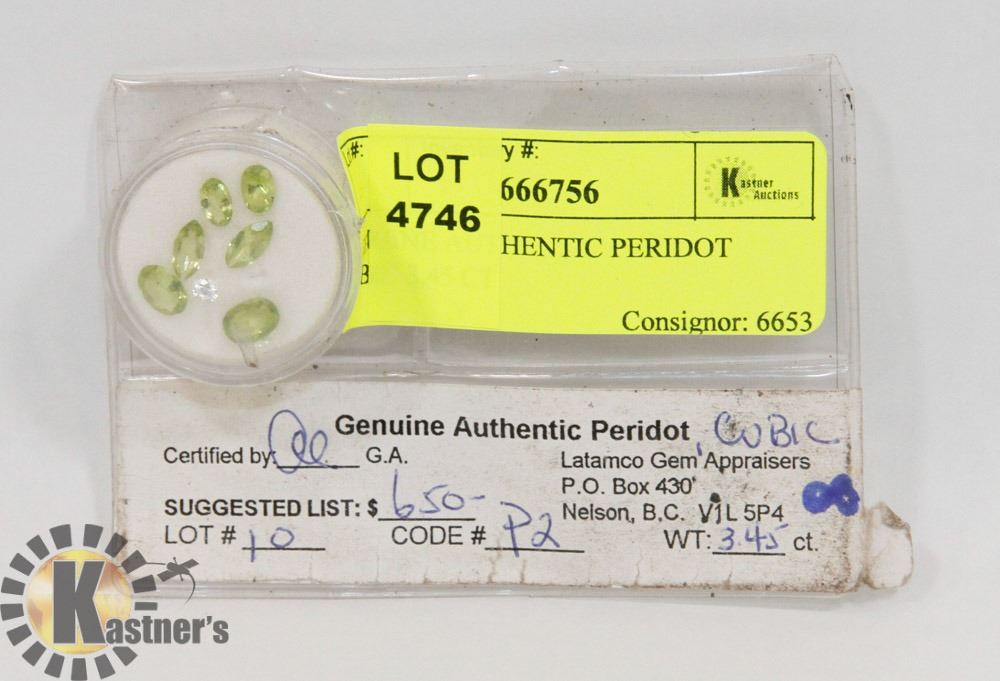 LOT
4746
y #:
666756
Kastner
Auctions
HENTIC PERIDOT
Consignor: 6653
Genuine Authentic Peridot, CUBIC
Certified by: G.A.
Latamco Gem Appraisers
P.O. Box 430
SUGGESTED LIST: $ 650-
Nelson, B.C. V1L 5P4
LOT # 10 CODE # P2 WT: 3.45 ct.
Kastner's